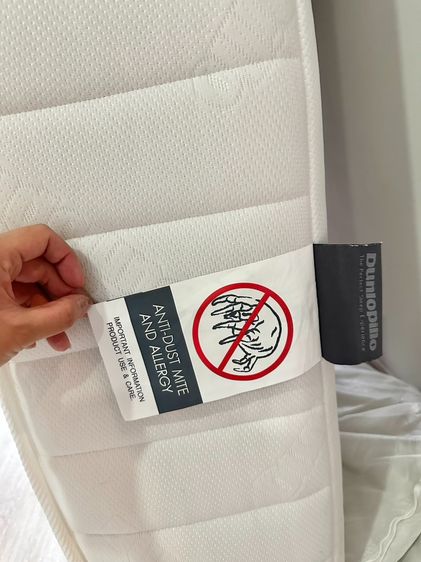 Dunlopillo
The Perfect Sleep Experience
ANTI-DUST MITE
AND ALLERGY
IMPORTANT INFORMATION
PRODUCT USE & CARE.